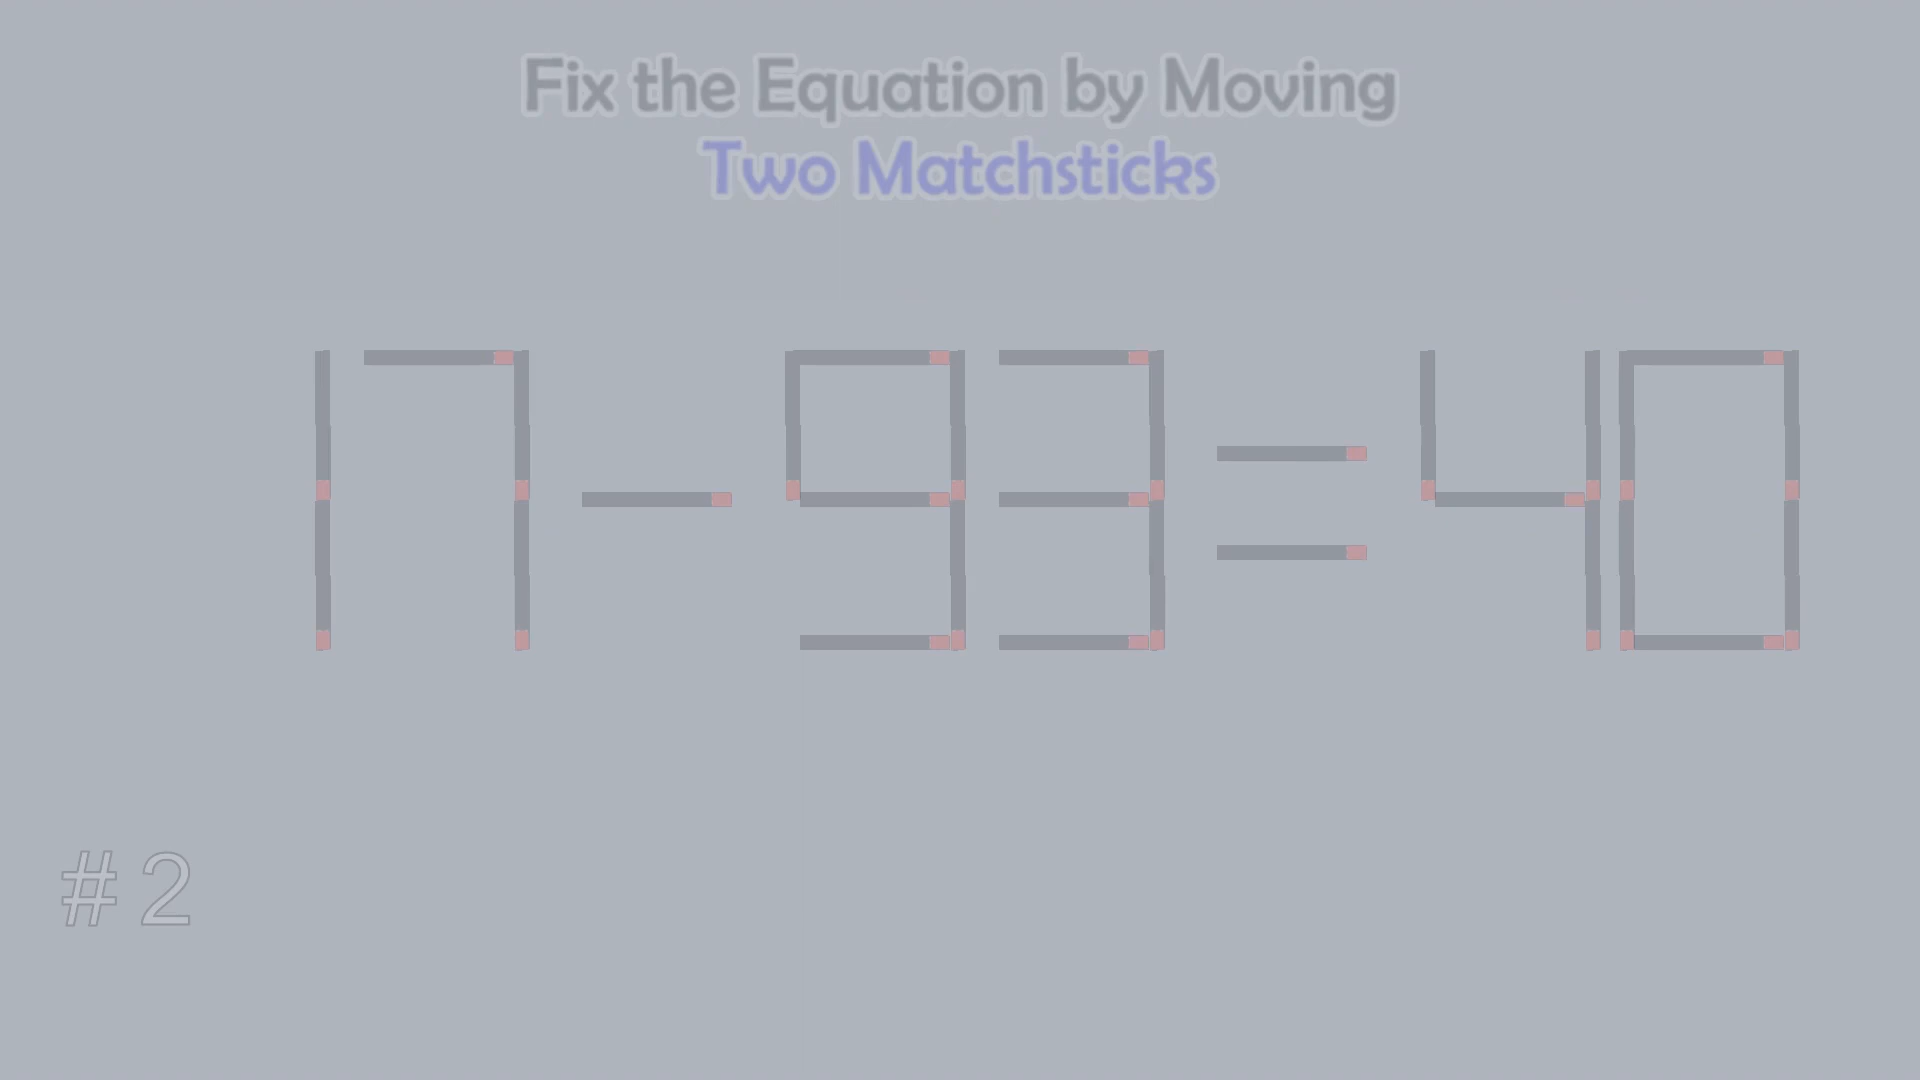 Fix the Equation by Moving
Two Matchsticks
17-93=40
#2